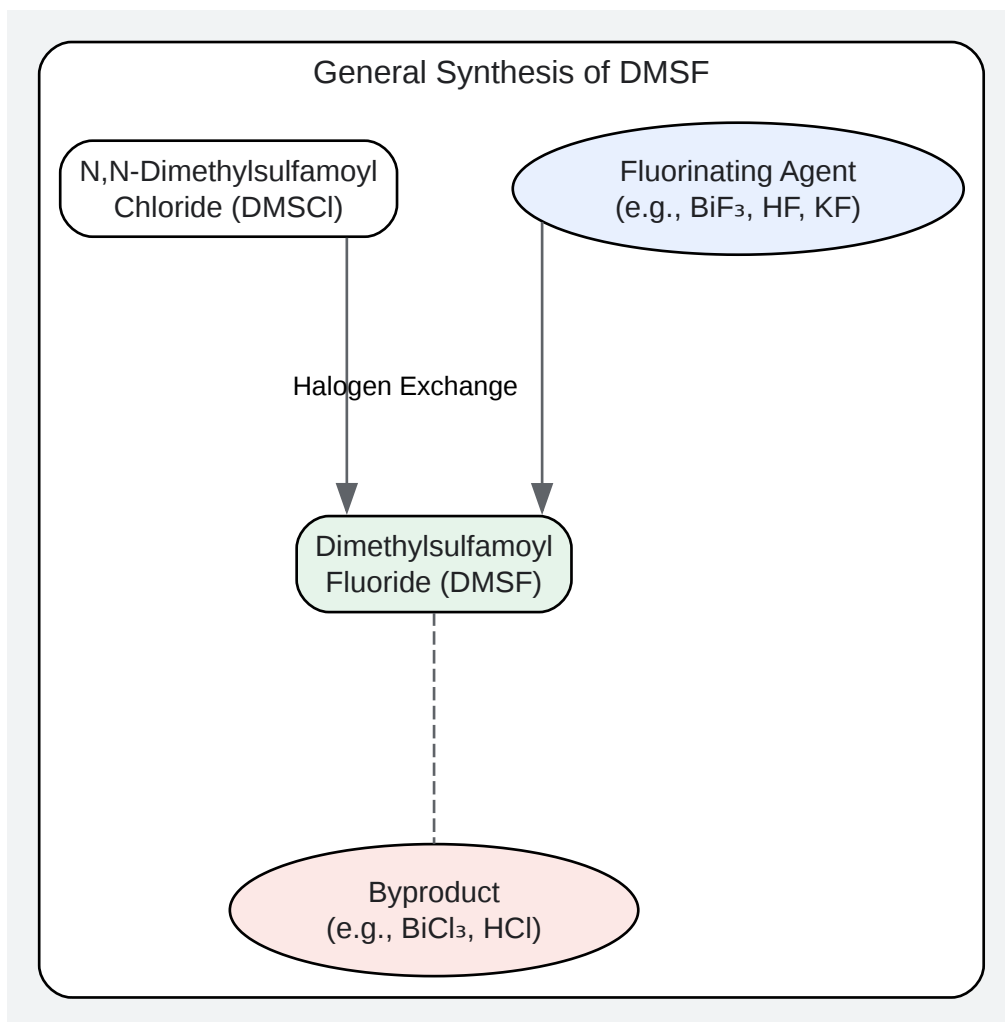 General Synthesis of DMSF
N,N-Dimethylsulfamoyl
Chloride (DMSCl)
Fluorinating Agent
(e.g., BiF₃, HF, KF)
Halogen Exchange
Dimethylsulfamoyl
Fluoride (DMSF)
Byproduct
(e.g., BiCl₃, HCl)